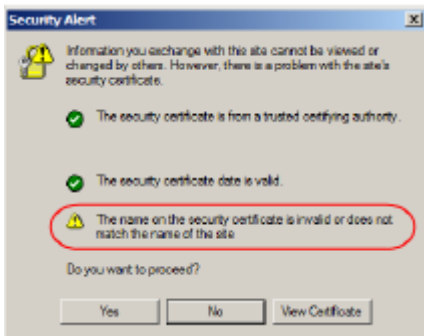 Security Alert
Information you exchange with this site cannot be viewed or
changed by others. However, there is a problem with the site's
security certificate.
The security certificate is from a trusted certifying authority.
The security certificate date is valid.
The name on the security certificate is invalid or does not
match the name of the site
Do you want to proceed?
Yes No View Certificate